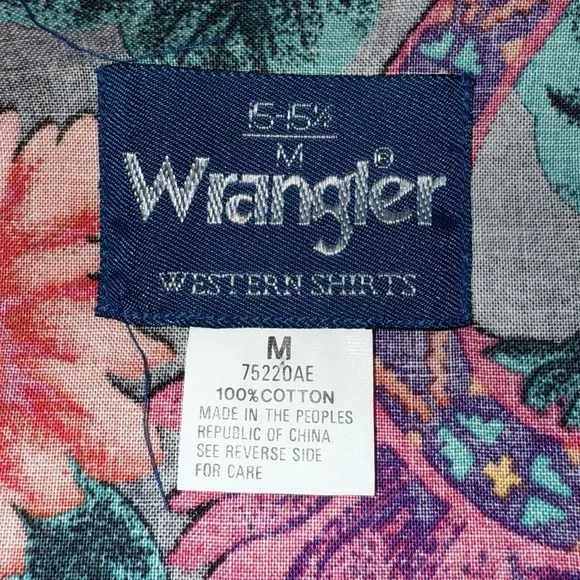 15-15½
M
Wrangler®
WESTERN SHIRTS
M
75220AE
100% COTTON
MADE IN THE PEOPLES
REPUBLIC OF CHINA
SEE REVERSE SIDE
FOR CARE